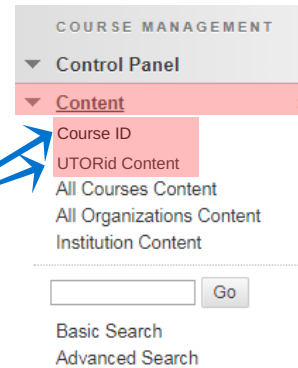 COURSE MANAGEMENT
Control Panel
Content
Course ID
UTORid Content
All Courses Content
All Organizations Content
Institution Content
Go
Basic Search
Advanced Search